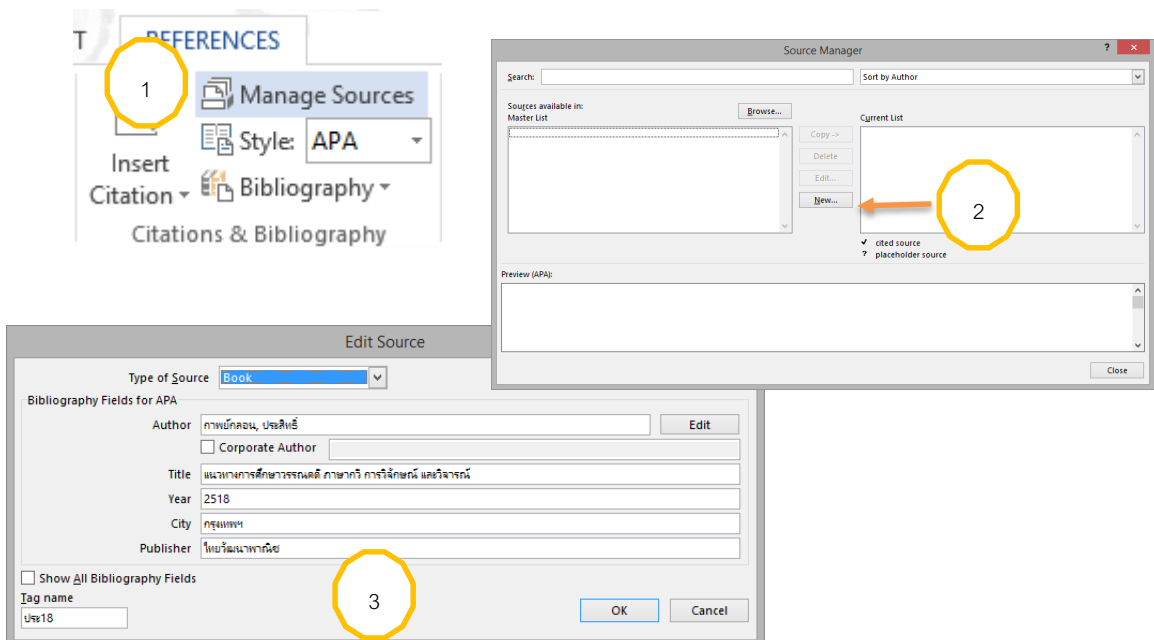 T REFERENCES
1
Manage Sources
Style: APA
Insert
Citation
Bibliography
Citations & Bibliography
Source Manager
? ×
Search:
Sort by Author
Sources available in:
Master List
Browse...
Current List
Copy ->
Delete
Edit...
New...
2
✔ cited source
? placeholder source
Preview (APA):
Close
Edit Source
Type of Source Book
Bibliography Fields for APA
Author กาพย์กลอน, ประสิทธิ์ Edit
Corporate Author
Title แนวทางการศึกษาวรรณคดี ภาษากวี การวิจักษณ์ และวิจารณ์
Year 2518
City กรุงเทพฯ
Publisher ไทยวัฒนาพาณิช
Show All Bibliography Fields
Tag name
ประ18
3
OK Cancel